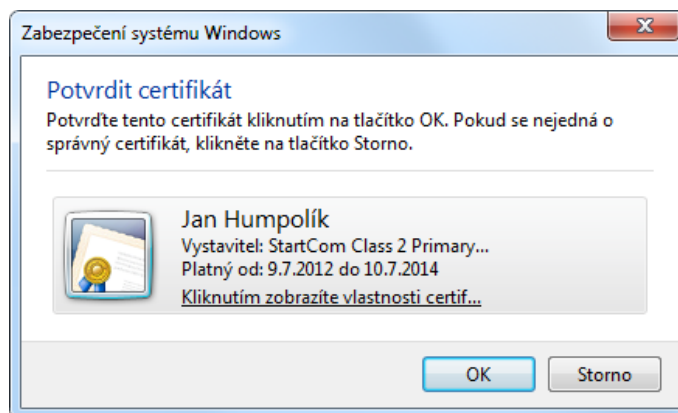 Zabezpečení systému Windows
Potvrdit certifikát
Potvrďte tento certifikát kliknutím na tlačítko OK. Pokud se nejedná o
správný certifikát, klikněte na tlačítko Storno.
Jan Humpolík
Vystavitel: StartCom Class 2 Primary...
Platný od: 9.7.2012 do 10.7.2014
Kliknutím zobrazíte vlastnosti certif...
OK
Storno